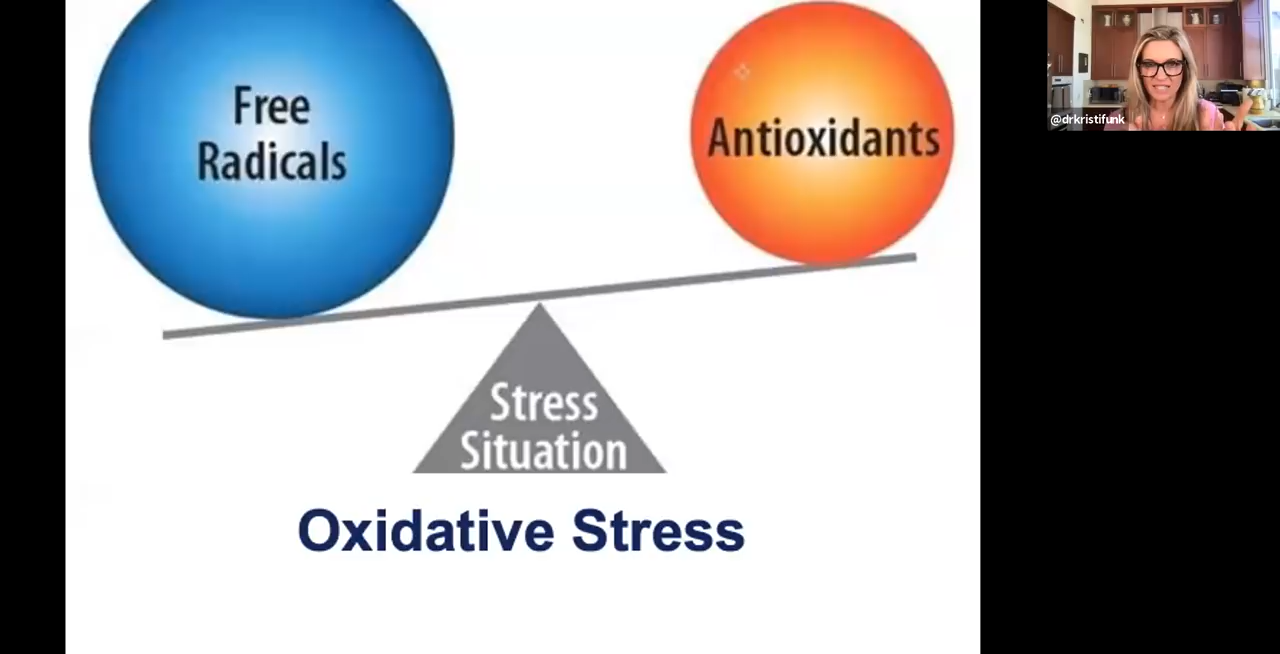 Free
Radicals
Antioxidants
@drkristifunk
Stress
Situation
Oxidative Stress